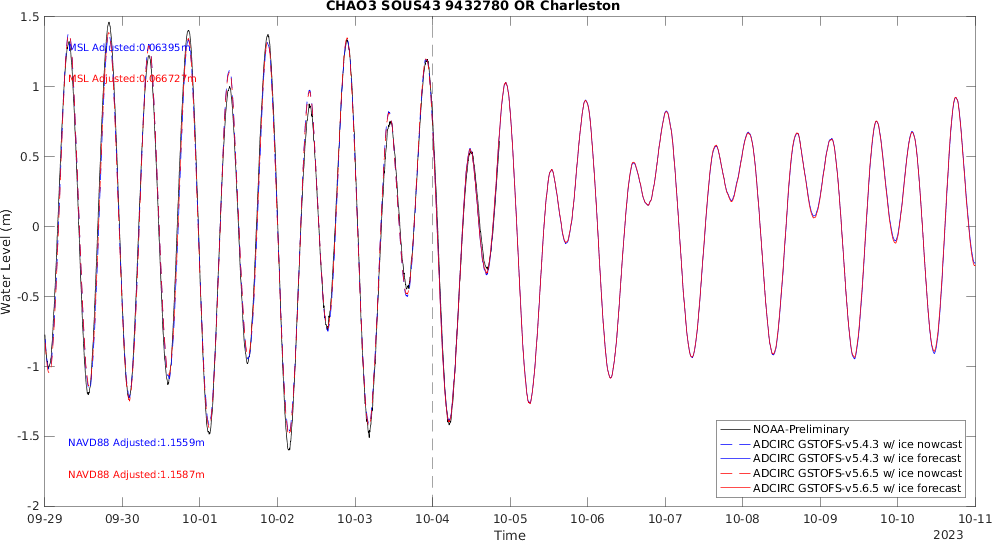 CHAO3 SOUS43 9432780 OR Charleston
1.5
1
0.5
0
-0.5
-1
-1.5
-2
Water Level (m)
MSL Adjusted:0.06395m
MSL Adjusted:0.066727m
NAVD88 Adjusted:1.1559m
NAVD88 Adjusted:1.1587m
NOAA-Preliminary
ADCIRC GSTOFS-v5.4.3 w/ ice nowcast
ADCIRC GSTOFS-v5.4.3 w/ ice forecast
ADCIRC GSTOFS-v5.6.5 w/ ice nowcast
ADCIRC GSTOFS-v5.6.5 w/ ice forecast
09-29 09-30 10-01 10-02 10-03 10-04 10-05 10-06 10-07 10-08 10-09 10-10 10-11
Time
2023